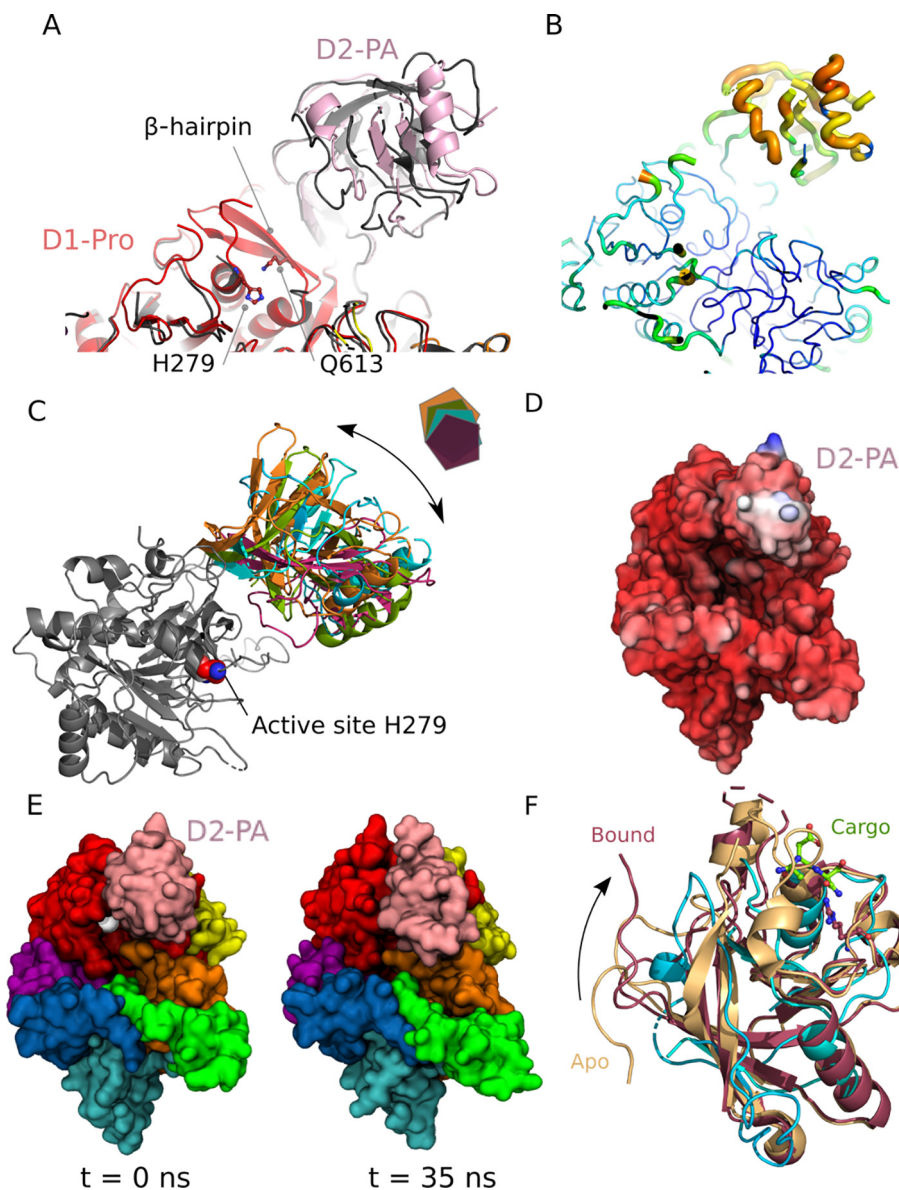 A
D2-PA
β-hairpin
D1-Pro
H279
Q613
B
C
Active site H279
D
D2-PA
E
D2-PA
t = 0 ns
t = 35 ns
F
Bound
Cargo
Apo